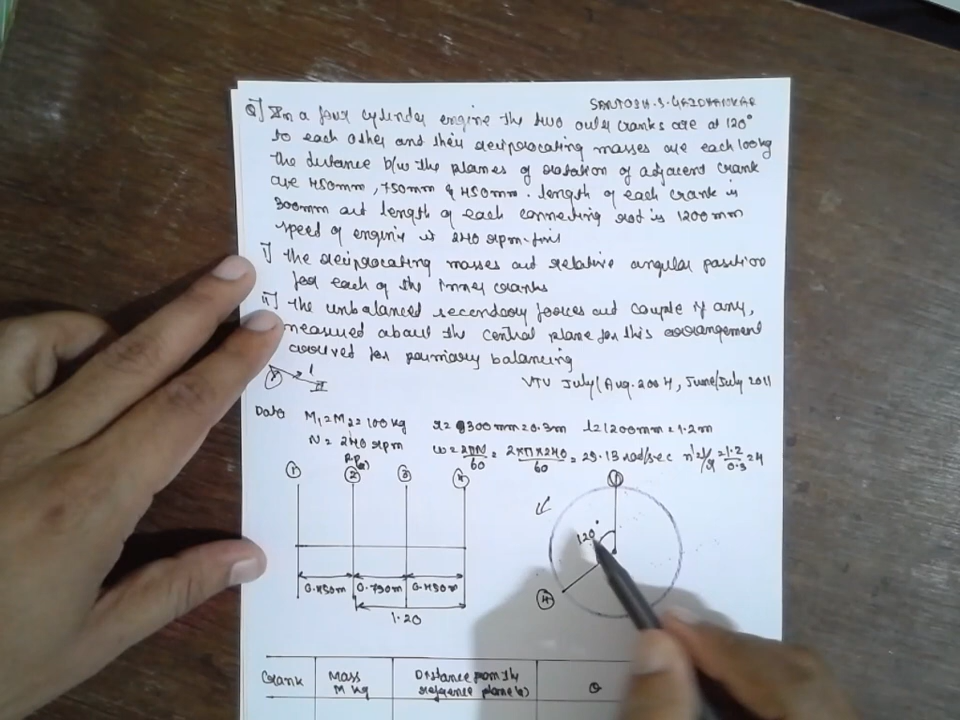 SANTOSH.S.GAJDHANKAR
Q] In a four cylinder engine the two outer cranks are at 120°
to each other and their reciprocating masses are each 100kg
the distance b/w the planes of rotation of adjacent crank
are 450mm, 750mm & 450mm. length of each crank is
300mm and length of each connecting rod is 1200mm
speed of engine is 240 rpm. find
i] the reciprocating masses and relative angular position
for each of the inner cranks
ii] The unbalanced secondary forces and couple if any,
measured about the central plane for this arrangement
arrived for primary balancing
VTU July/Aug. 2004, June/July 2011
Data M1=M2=100 kg r=300mm=0.3m l=1200mm=1.2m
N=240 rpm ω=2πN/60=2×π×240/60=25.13 rad/sec n=l/r=1.2/0.3=4
R.P
1 2 3 4
1
120°
0.450m 0.750m 0.450m
4
1.20
Crank Mass Distance from the θ
M kg reference plane